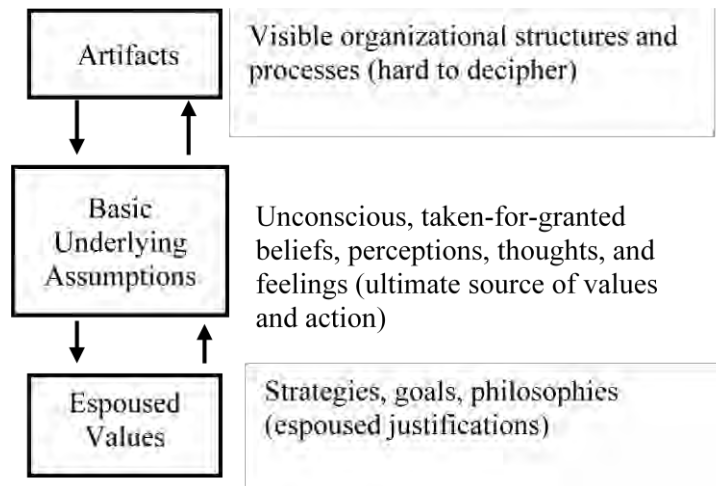 Artifacts
Visible organizational structures and
processes (hard to decipher)
Basic
Underlying
Assumptions
Unconscious, taken-for-granted
beliefs, perceptions, thoughts, and
feelings (ultimate source of values
and action)
Espoused
Values
Strategies, goals, philosophies
(espoused justifications)